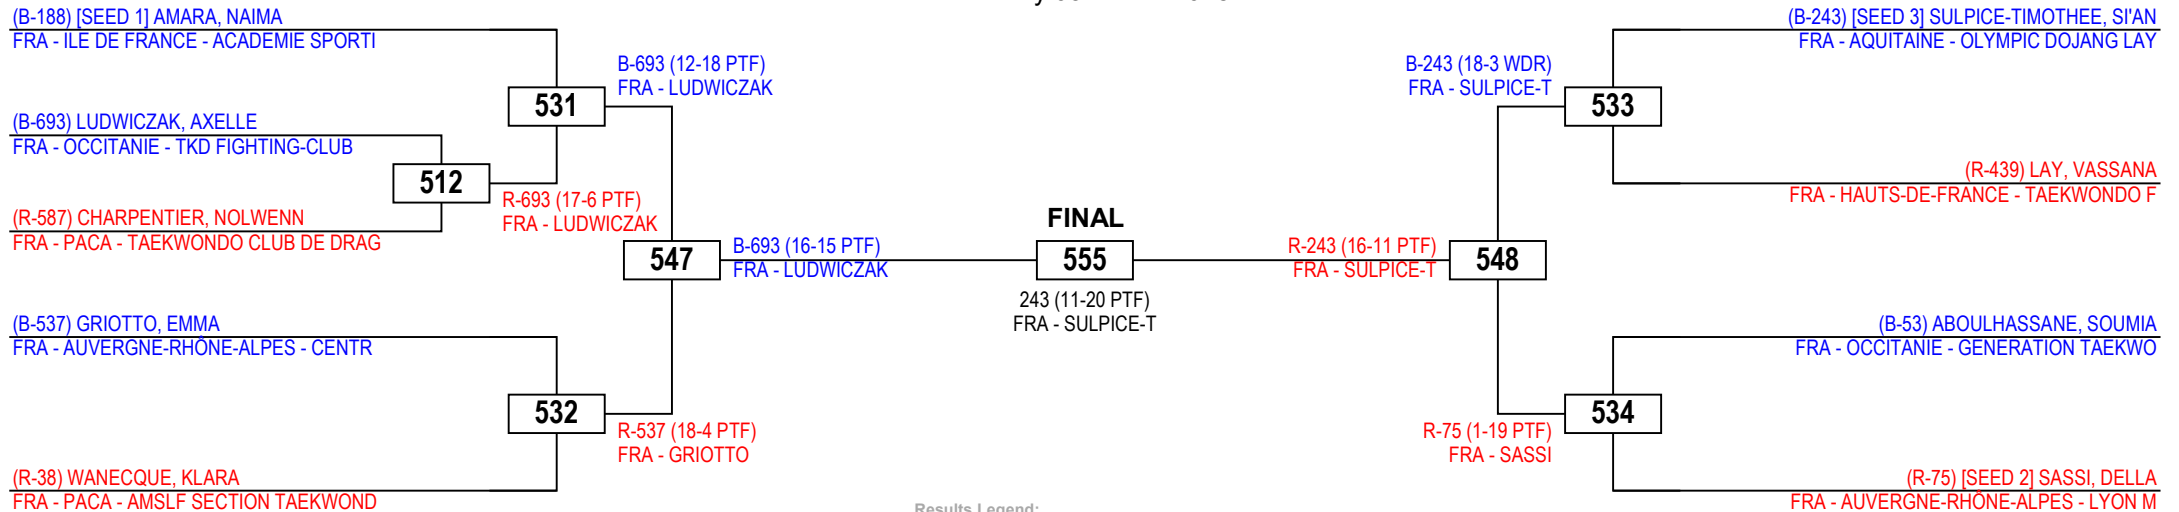 (B-188) [SEED 1] AMARA, NAIMA
FRA - ILE DE FRANCE - ACADEMIE SPORTI
(B-693) LUDWICZAK, AXELLE
FRA - OCCITANIE - TKD FIGHTING-CLUB
(R-587) CHARPENTIER, NOLWENN
FRA - PACA - TAEKWONDO CLUB DE DRAG
(B-537) GRIOTTO, EMMA
FRA - AUVERGNE-RHÔNE-ALPES - CENTR
(R-38) WANECQUE, KLARA
FRA - PACA - AMSLF SECTION TAEKWOND
512
531
B-693 (12-18 PTF)
FRA - LUDWICZAK
R-693 (17-6 PTF)
FRA - LUDWICZAK
532
R-537 (18-4 PTF)
FRA - GRIOTTO
547
B-693 (16-15 PTF)
FRA - LUDWICZAK
FINAL
555
243 (11-20 PTF)
FRA - SULPICE-T
R-243 (16-11 PTF)
FRA - SULPICE-T
548
B-243 (18-3 WDR)
FRA - SULPICE-T
533
R-75 (1-19 PTF)
FRA - SASSI
534
(B-243) [SEED 3] SULPICE-TIMOTHEE, SI'AN
FRA - AQUITAINE - OLYMPIC DOJANG LAY
(R-439) LAY, VASSANA
FRA - HAUTS-DE-FRANCE - TAEKWONDO F
(B-53) ABOULHASSANE, SOUMIA
FRA - OCCITANIE - GENERATION TAEKWO
(R-75) [SEED 2] SASSI, DELLA
FRA - AUVERGNE-RHÔNE-ALPES - LYON M
Results Legend: